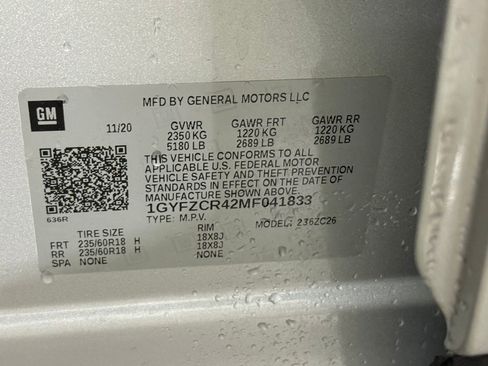 GM
MFD BY GENERAL MOTORS LLC
11/20 GVWR GAWR FRT GAWR RR
2350 KG 1220 KG 1220 KG
5180 LB 2689 LB 2689 LB
THIS VEHICLE CONFORMS TO ALL
APPLICABLE U.S. FEDERAL MOTOR
VEHICLE SAFETY AND THEFT PREVENTION
STANDARDS IN EFFECT ON THE DATE OF
MANUFACTURE SHOWN ABOVE.
1GYFZCR42MF041833
636R TYPE: M.P.V. MODEL: 236ZC26
TIRE SIZE RIM
FRT 235/60R18 H 18X8J
RR 235/60R18 H 18X8J
SPA NONE NONE